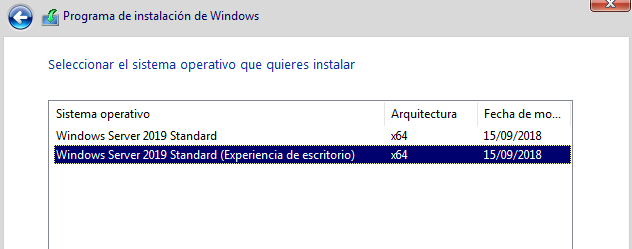 Programa de instalación de Windows
Seleccionar el sistema operativo que quieres instalar
Sistema operativo Arquitectura Fecha de mo...
Windows Server 2019 Standard x64 15/09/2018
Windows Server 2019 Standard (Experiencia de escritorio) x64 15/09/2018